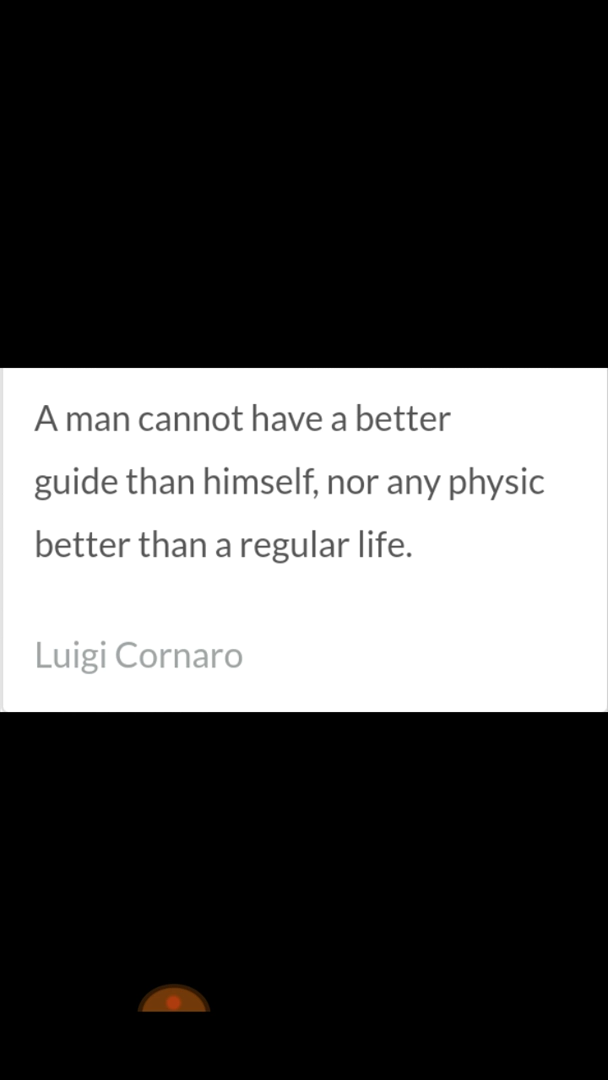 A man cannot have a better
guide than himself, nor any physic
better than a regular life.
Luigi Cornaro